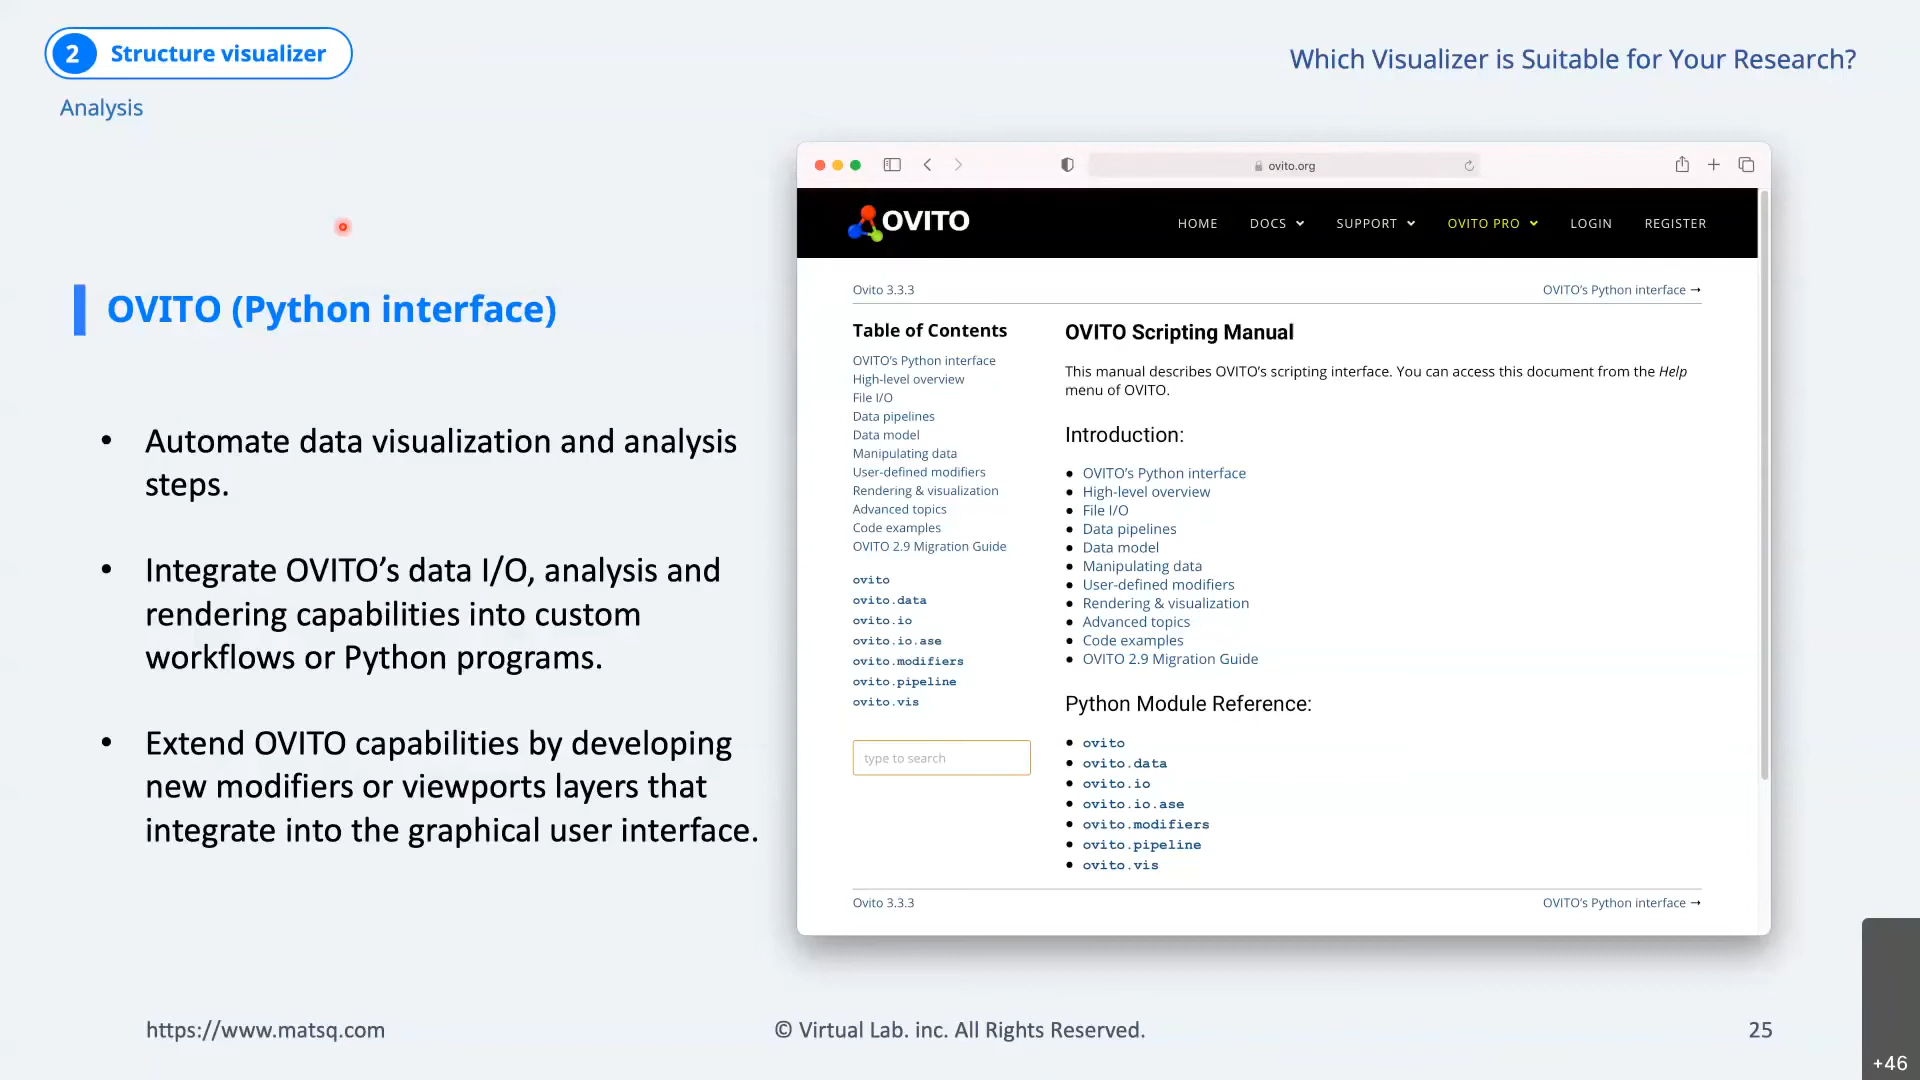 2 Structure visualizer
Which Visualizer is Suitable for Your Research?
Analysis
OVITO (Python interface)
• Automate data visualization and analysis
steps.
• Integrate OVITO’s data I/O, analysis and
rendering capabilities into custom
workflows or Python programs.
• Extend OVITO capabilities by developing
new modifiers or viewports layers that
integrate into the graphical user interface.
ovito.org
OVITO
HOME DOCS SUPPORT OVITO PRO LOGIN REGISTER
Ovito 3.3.3
OVITO’s Python interface →
Table of Contents
OVITO’s Python interface
High-level overview
File I/O
Data pipelines
Data model
Manipulating data
User-defined modifiers
Rendering & visualization
Advanced topics
Code examples
OVITO 2.9 Migration Guide
ovito
ovito.data
ovito.io
ovito.io.ase
ovito.modifiers
ovito.pipeline
ovito.vis
type to search
OVITO Scripting Manual
This manual describes OVITO’s scripting interface. You can access this document from the Help
menu of OVITO.
Introduction:
• OVITO’s Python interface
• High-level overview
• File I/O
• Data pipelines
• Data model
• Manipulating data
• User-defined modifiers
• Rendering & visualization
• Advanced topics
• Code examples
• OVITO 2.9 Migration Guide
Python Module Reference:
• ovito
• ovito.data
• ovito.io
• ovito.io.ase
• ovito.modifiers
• ovito.pipeline
• ovito.vis
Ovito 3.3.3
OVITO’s Python interface →
https://www.matsq.com
© Virtual Lab. inc. All Rights Reserved.
25
+46